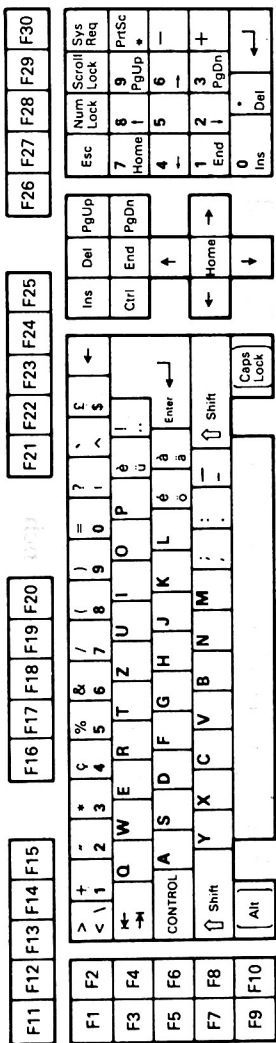 F11 F12 F13 F14 F15 F16 F17 F18 F19 F20 F21 F22 F23 F24 F25 F26 F27 F28 F29 F30
F1 F2 > + " * ç % & / ( ) = ? ` £ ← Ins Del PgUp Esc Num Scroll Sys
< \ 1 2 3 4 5 6 7 8 9 0 ' ^ $ Lock Lock Req
F3 F4 ⇤ Q W E R T Z U I O P è ! Ctrl End PgDn 7 8 9 PrtSc
⇥ ü ¨ Home ↑ PgUp *
F5 F6 CONTROL A S D F G H J K L é à Enter ↵ ↑ 4 5 6 −
ö ä ← →
F7 F8 ⇧ Shift Y X C V B N M ; : _ ⇧ Shift ← Home → 1 2 3 +
, . - End ↓ PgDn
F9 F10 Alt Caps ↓ 0 . ↵
Lock Ins Del